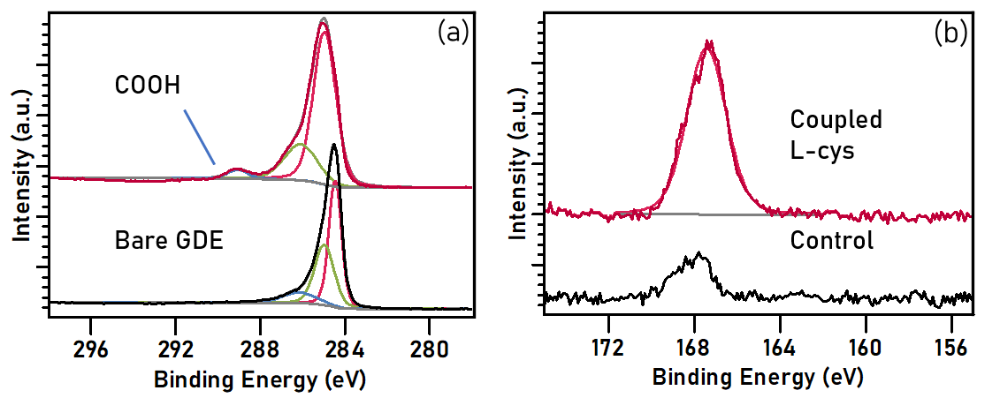 (a)
COOH
Bare GDE
Intensity (a.u.)
296 292 288 284 280
Binding Energy (eV)
(b)
Coupled
L-cys
Control
Intensity (a.u.)
172 168 164 160 156
Binding Energy (eV)